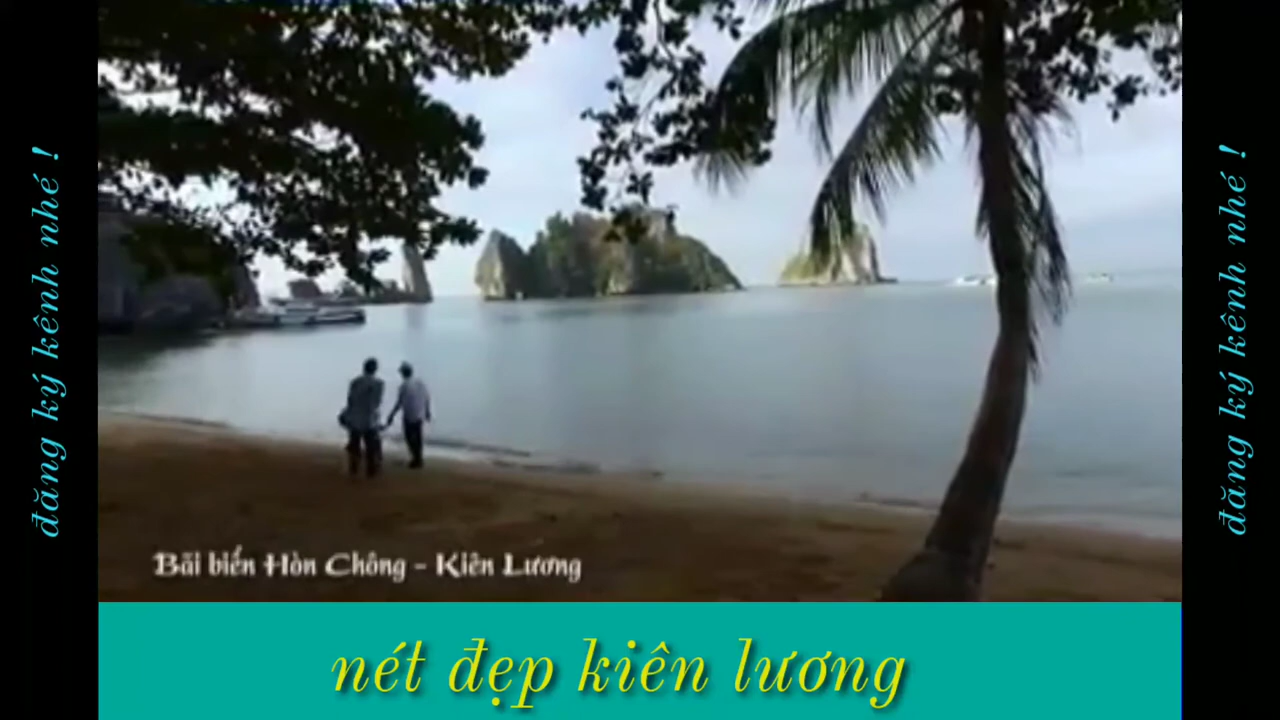 đăng ký kênh nhé !
đăng ký kênh nhé !
Bãi biển Hòn Chông - Kiên Lương
nét đẹp kiên lương